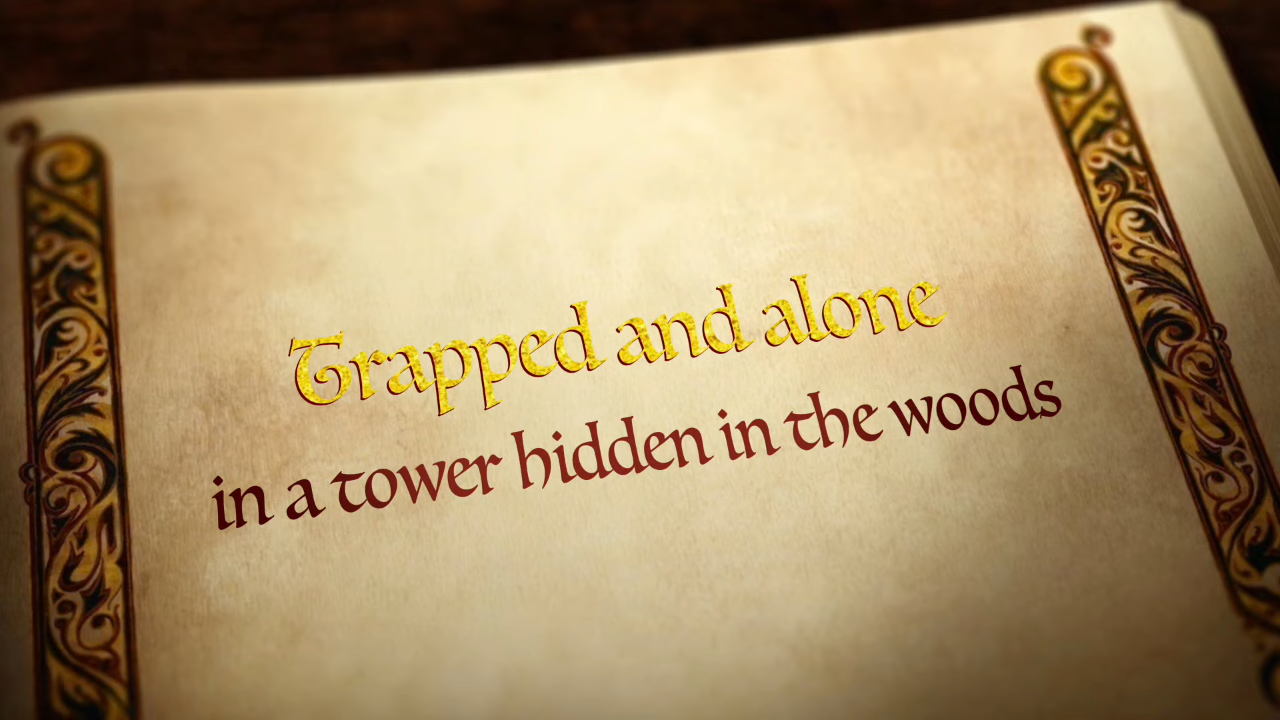 Trapped and alone
in a tower hidden in the woods